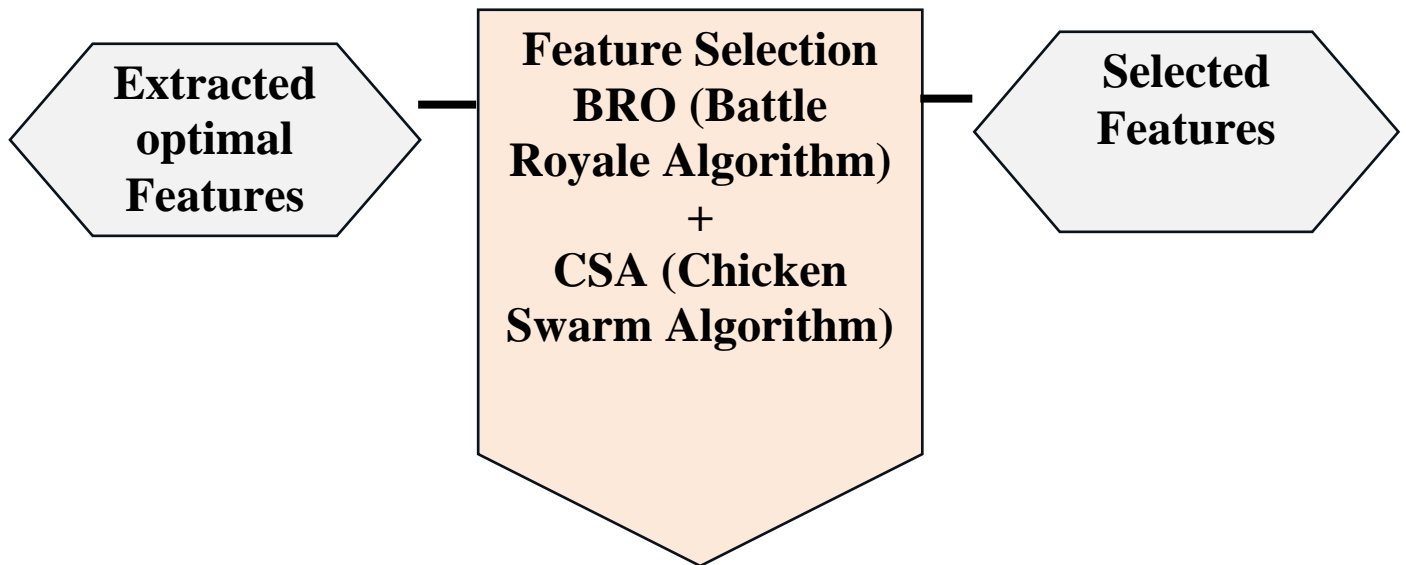 Extracted
optimal
Features
Feature Selection
BRO (Battle
Royale Algorithm)
+
CSA (Chicken
Swarm Algorithm)
Selected
Features